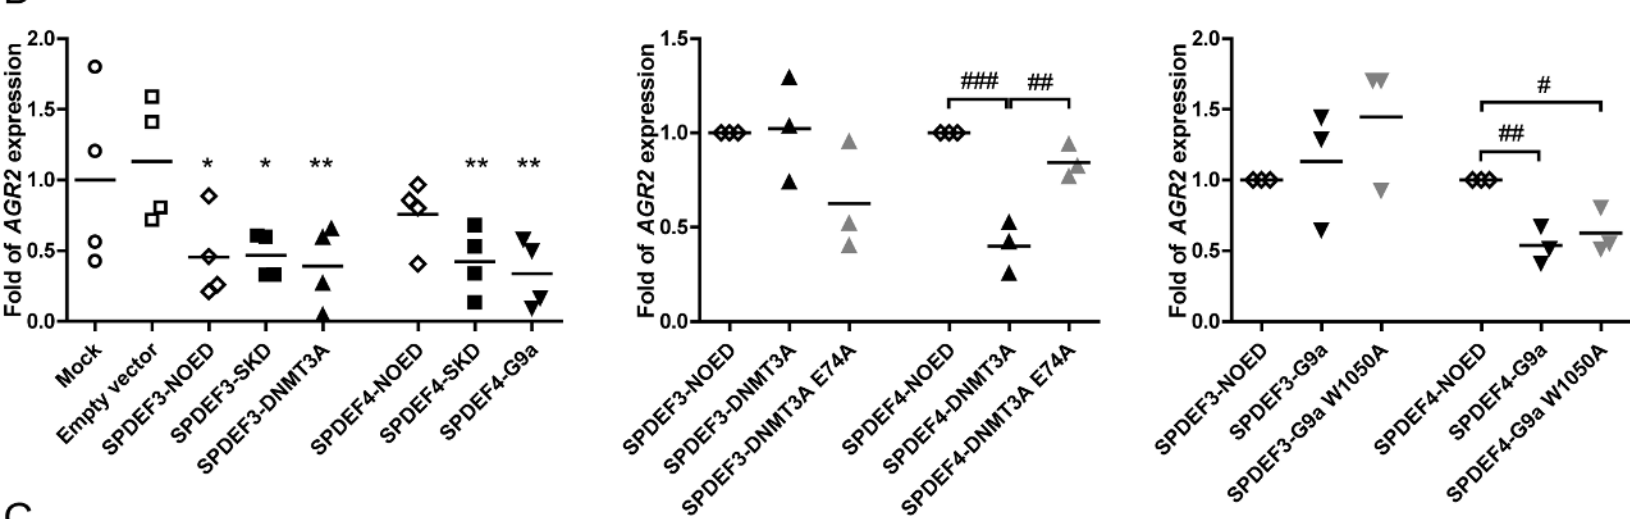 Fold of AGR2 expression
2.0
1.5
1.0
0.5
0.0
* * ** ** **
Mock
Empty vector
SPDEF3-NOED
SPDEF3-SKD
SPDEF3-DNMT3A
SPDEF4-NOED
SPDEF4-SKD
SPDEF4-G9a
Fold of AGR2 expression
1.5
1.0
0.5
0.0
### ##
SPDEF3-NOED
SPDEF3-DNMT3A
SPDEF3-DNMT3A E74A
SPDEF4-NOED
SPDEF4-DNMT3A
SPDEF4-DNMT3A E74A
Fold of AGR2 expression
2.0
1.5
1.0
0.5
0.0
#
##
SPDEF3-NOED
SPDEF3-G9a
SPDEF3-G9a W1050A
SPDEF4-NOED
SPDEF4-G9a
SPDEF4-G9a W1050A